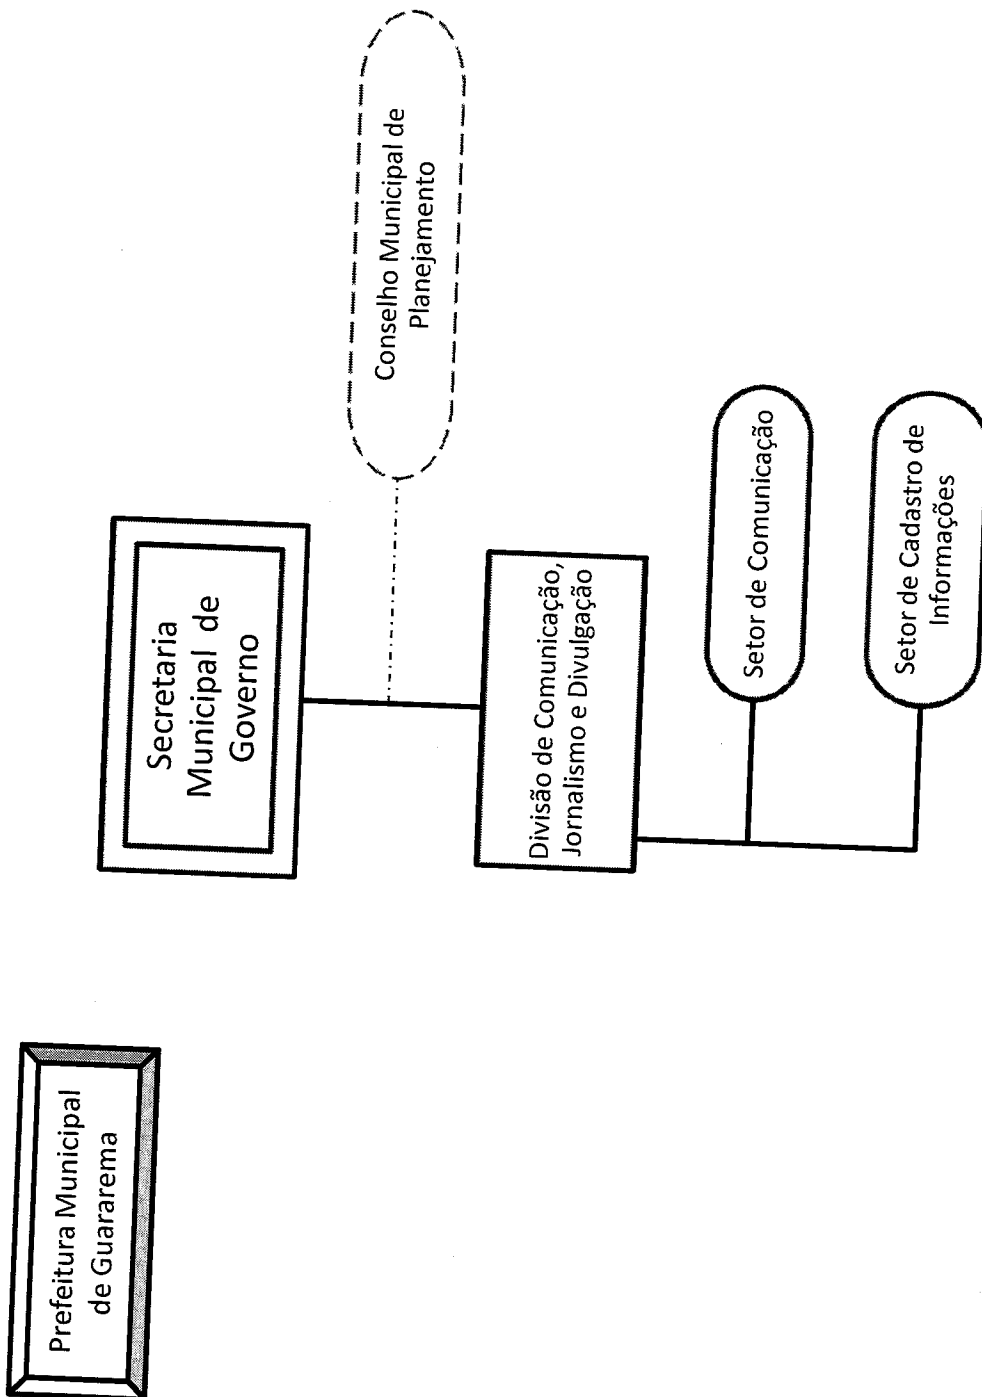 Prefeitura Municipal
de Guararema
Secretaria
Municipal de
Governo
Conselho Municipal de
Planejamento
Divisão de Comunicação,
Jornalismo e Divulgação
Setor de Comunicação
Setor de Cadastro de
Informações